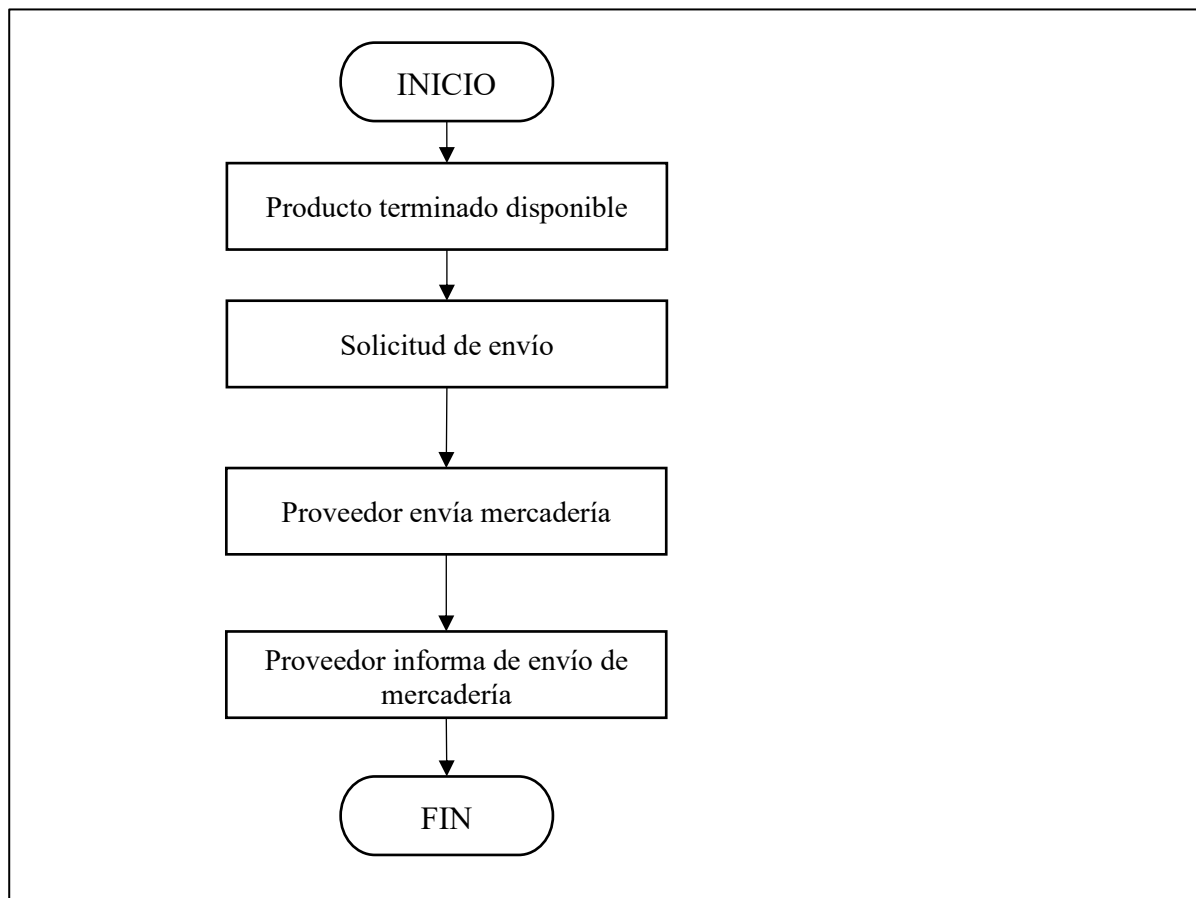 INICIO
Producto terminado disponible
Solicitud de envío
Proveedor envía mercadería
Proveedor informa de envío de
mercadería
FIN